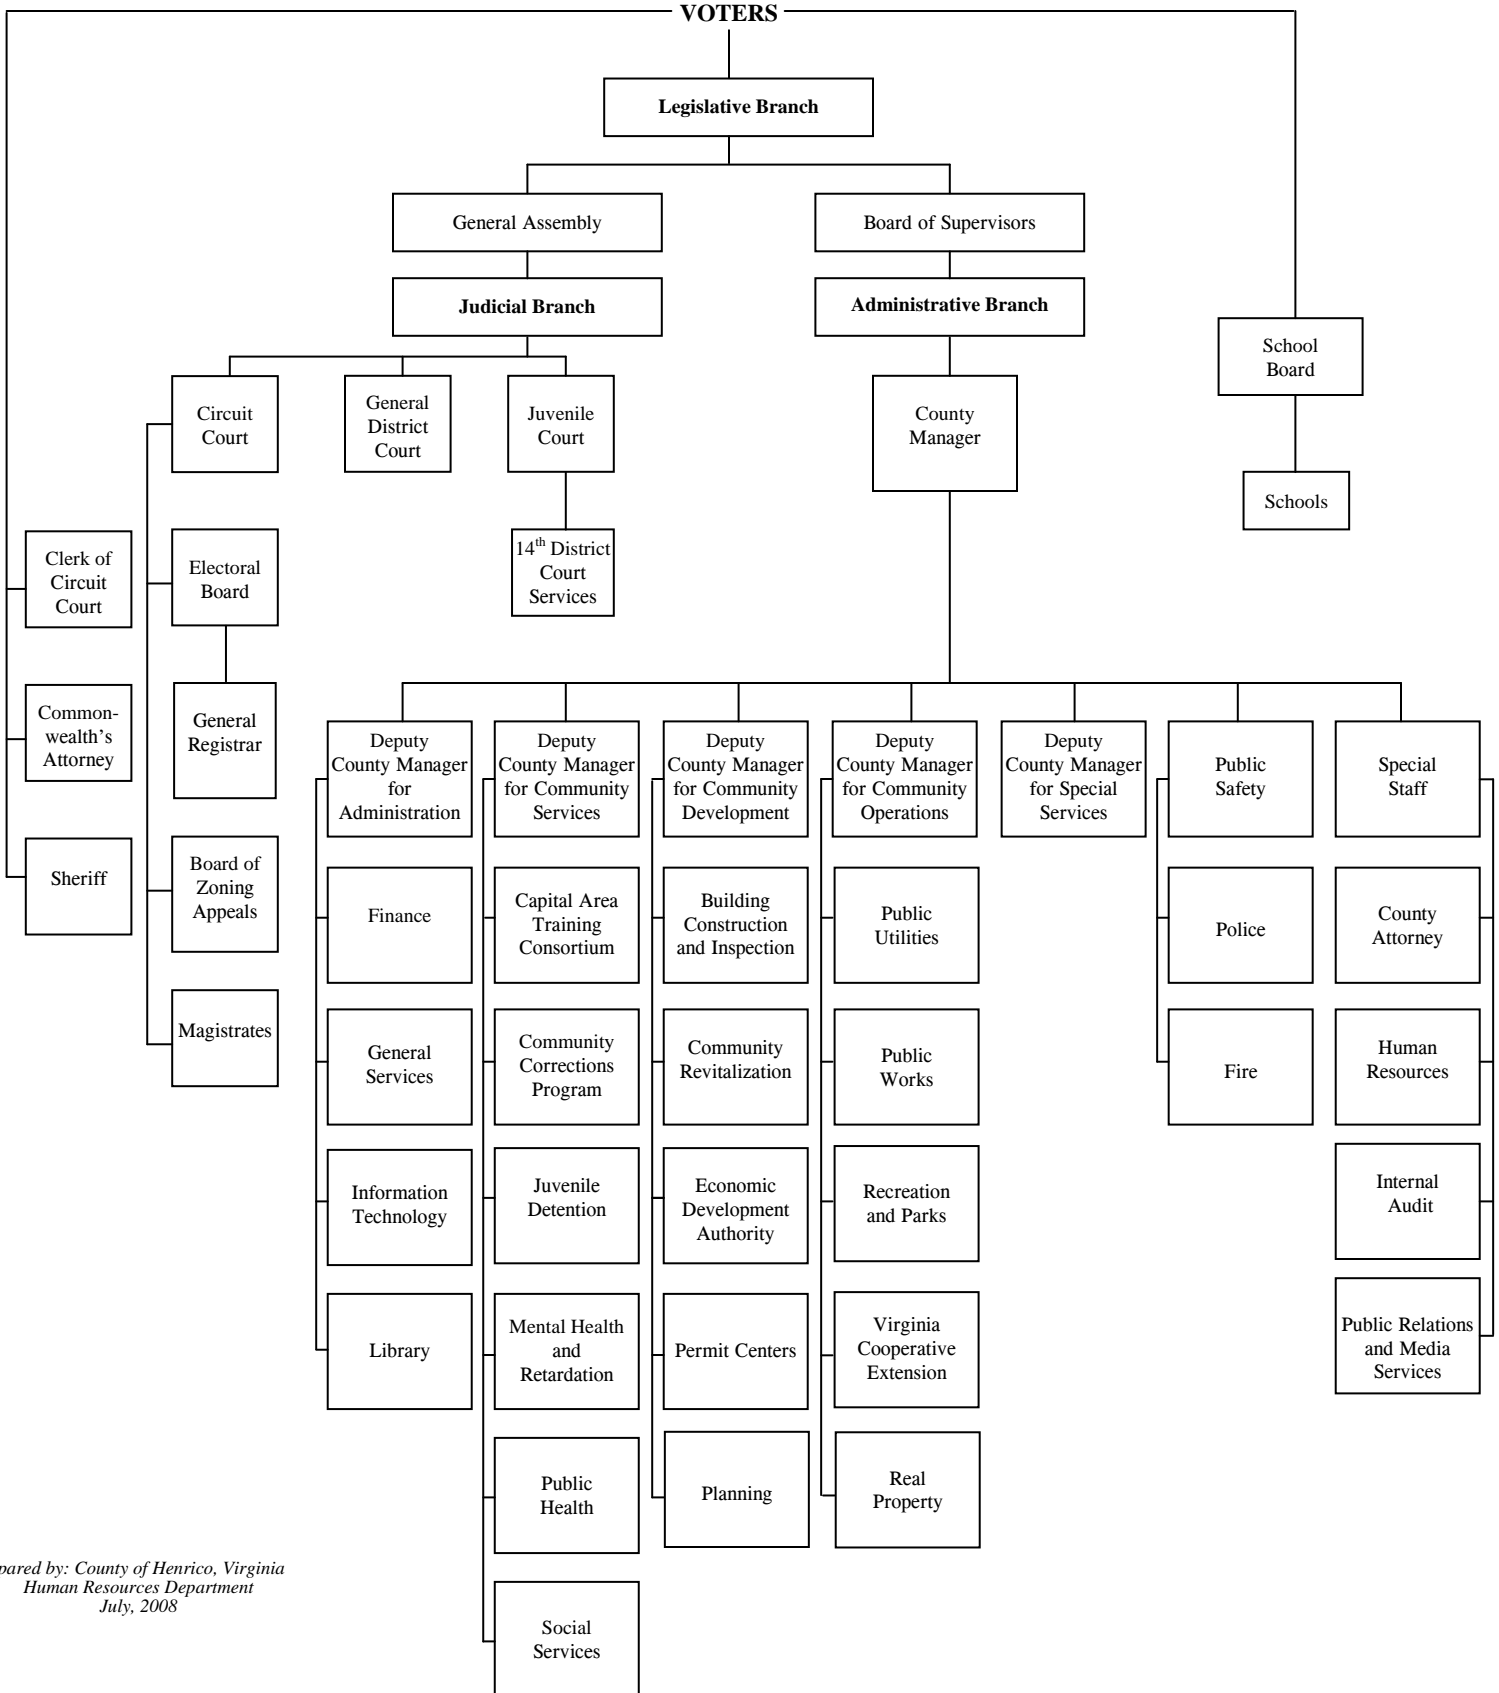 VOTERS
Legislative Branch
General Assembly
Board of Supervisors
Judicial Branch
Administrative Branch
School
Board
Circuit
Court
General
District
Court
Juvenile
Court
County
Manager
Schools
14th District
Court
Services
Clerk of
Circuit
Court
Electoral
Board
Common-
wealth's
Attorney
General
Registrar
Sheriff
Board of
Zoning
Appeals
Magistrates
Deputy
County Manager
for
Administration
Finance
General
Services
Information
Technology
Library
Deputy
County Manager
for Community
Services
Capital Area
Training
Consortium
Community
Corrections
Program
Juvenile
Detention
Mental Health
and
Retardation
Public
Health
Social
Services
Deputy
County Manager
for Community
Development
Building
Construction
and Inspection
Community
Revitalization
Economic
Development
Authority
Permit Centers
Planning
Deputy
County Manager
for Community
Operations
Public
Utilities
Public
Works
Recreation
and Parks
Virginia
Cooperative
Extension
Real
Property
Deputy
County Manager
for Special
Services
Public
Safety
Police
Fire
Special
Staff
County
Attorney
Human
Resources
Internal
Audit
Public Relations
and Media
Services
pared by: County of Henrico, Virginia
Human Resources Department
July, 2008